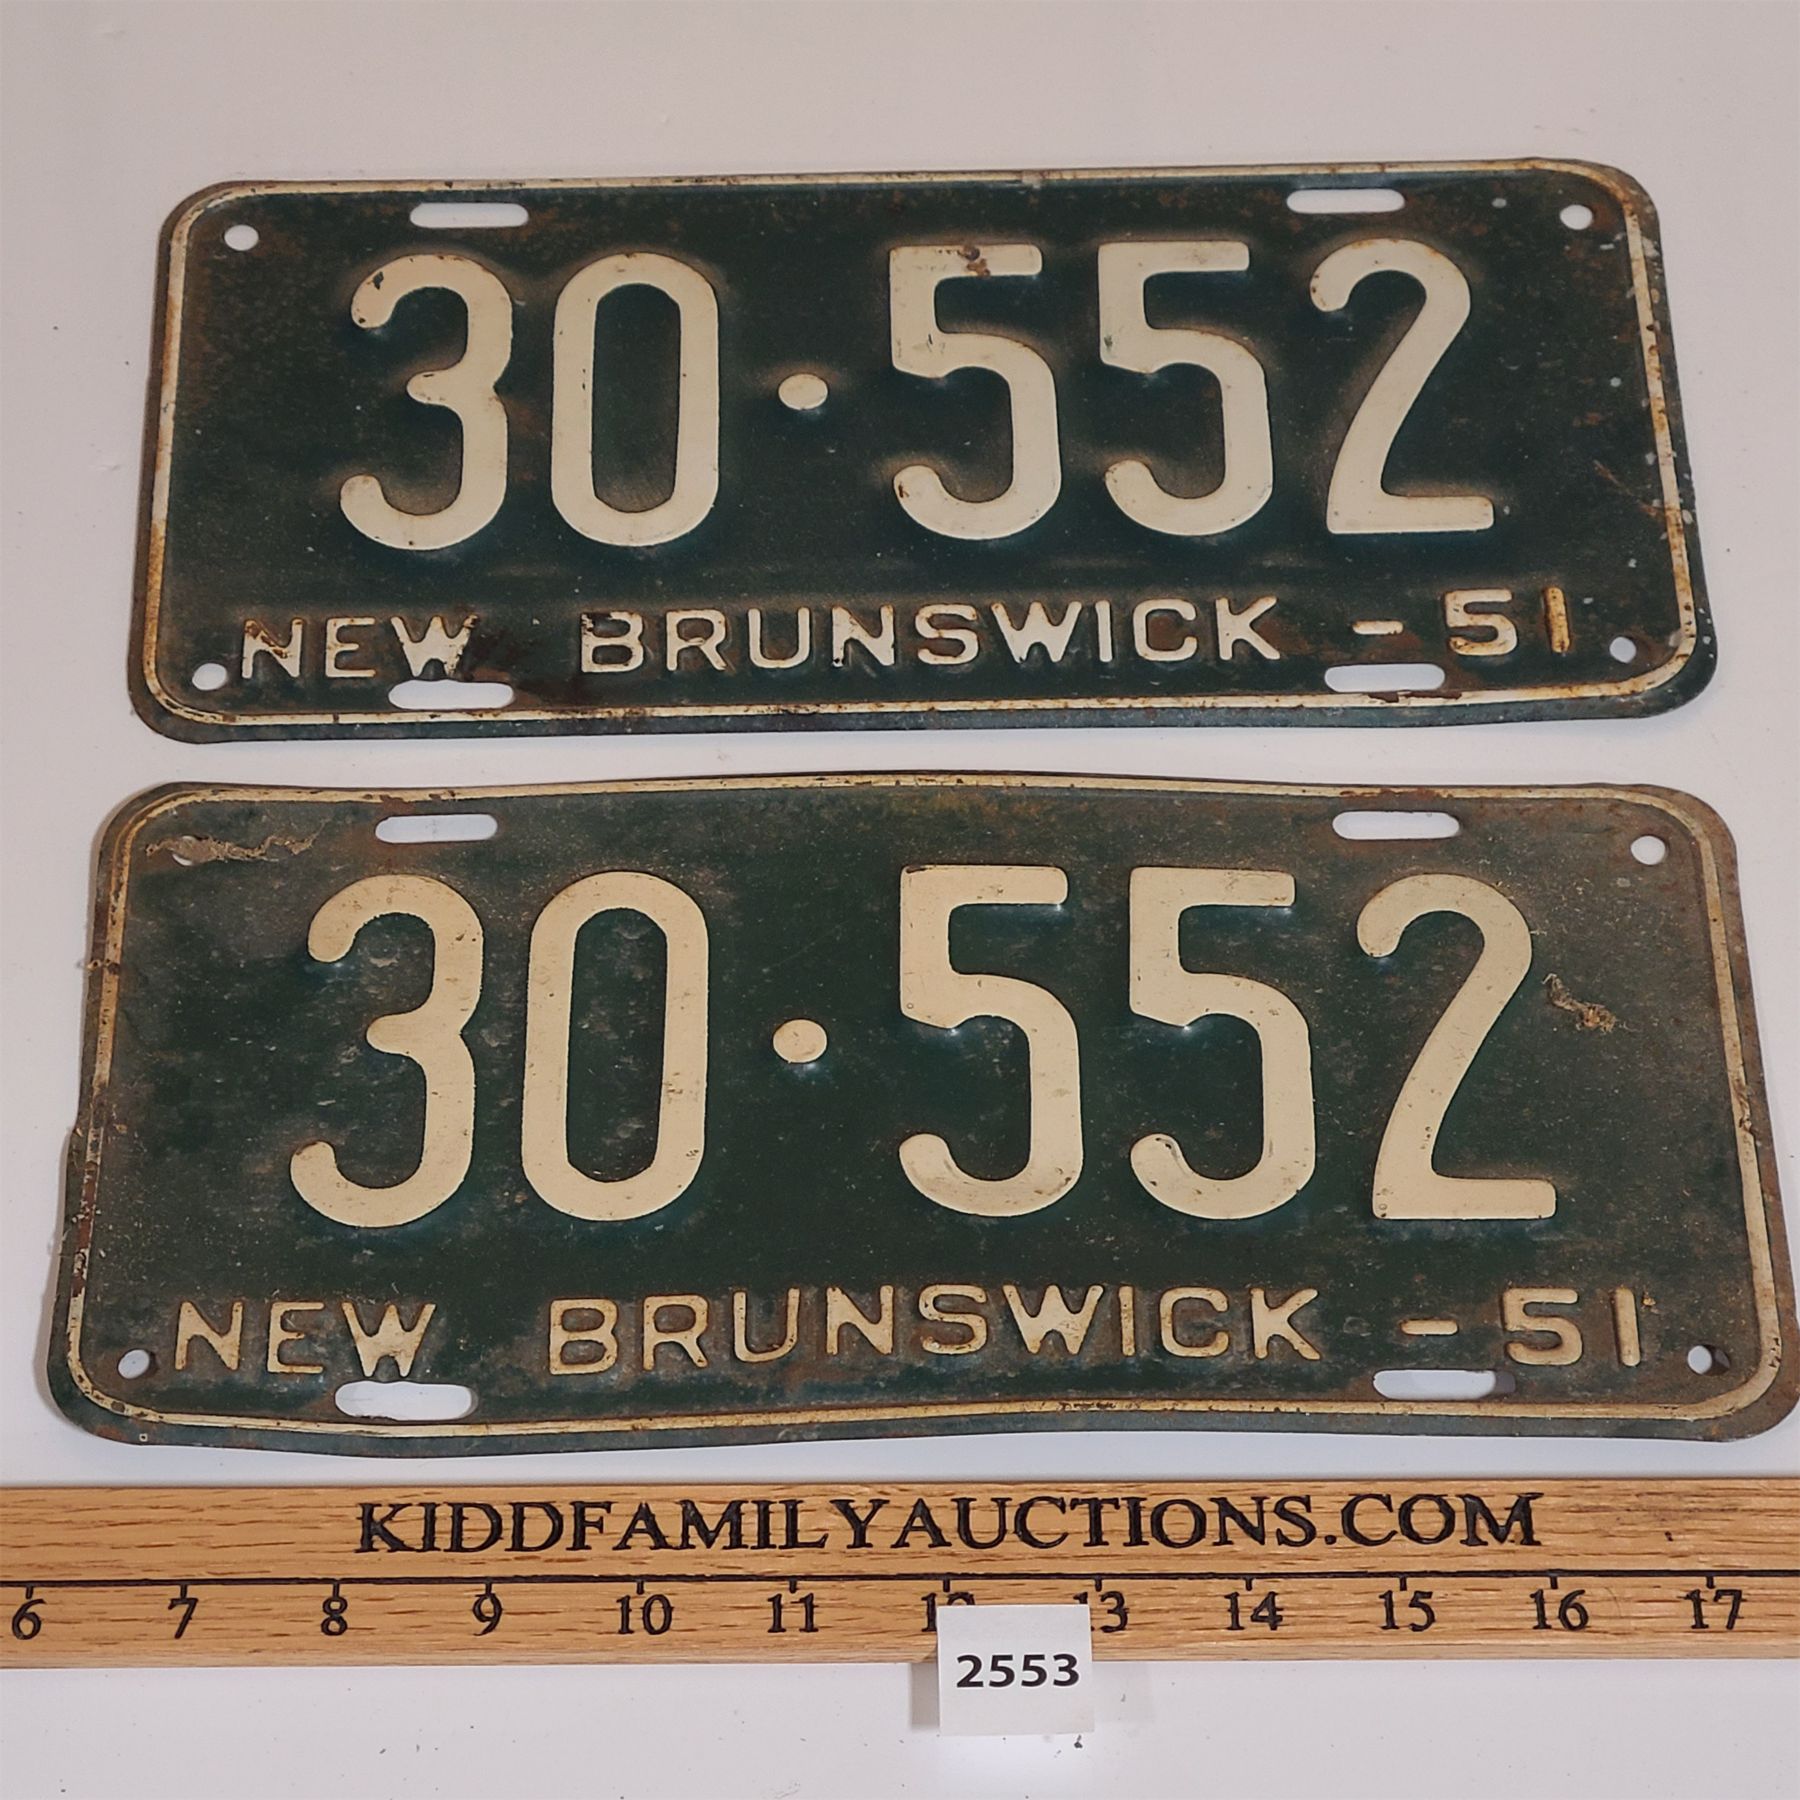 30·552
NEW BRUNSWICK - 51
30·552
NEW BRUNSWICK - 51
KIDDFAMILYAUCTIONS.COM
6 7 8 9 10 11 12 13 14 15 16 17
2553